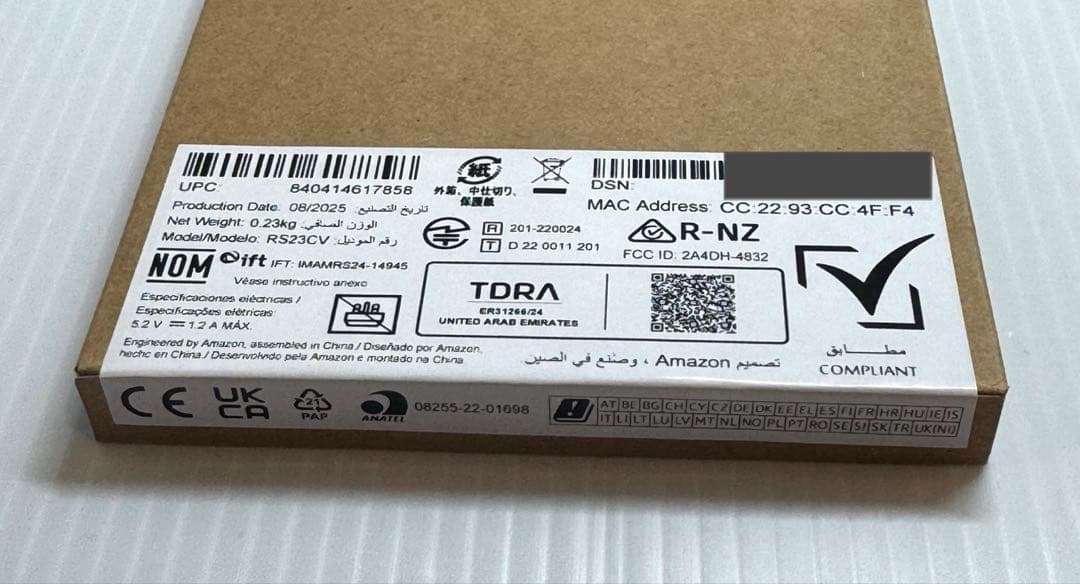 UPC: 840414617858
Production Date: 08/2025 تاريخ التصنيع:
Net Weight: 0.23kg الوزن الصافي:
Model/Modelo: RS23CV رقم الموديل:
NOM ift IFT: IMAMRS24-14945
Véase instructivo anexo
Especificaciones eléctricas /
Especificações elétricas:
5.2 V ⎓ 1.2 A MÁX.
Engineered by Amazon, assembled in China / Diseñado por Amazon,
hecho en China / Desenvolvido pela Amazon e montado na China
紙
外箱、中仕切り、
保護紙
DSN:
MAC Address: CC:22:93:CC:4F:F4
R 201-220024
T D 22 0011 201
R-NZ
FCC ID: 2A4DH-4832
TDRA
ER31266/24
UNITED ARAB EMIRATES
تصميم Amazon ، وصُنع في الصين
مطابق
COMPLIANT
CE
UK
CA
21
PAP
ANATEL
08255-22-01698
AT BE BG CH CY CZ DE DK EE EL ES FI FR HR HU IE IS
IT LI LT LU LV MT NL NO PL PT RO SE SI SK TR UK(NI)